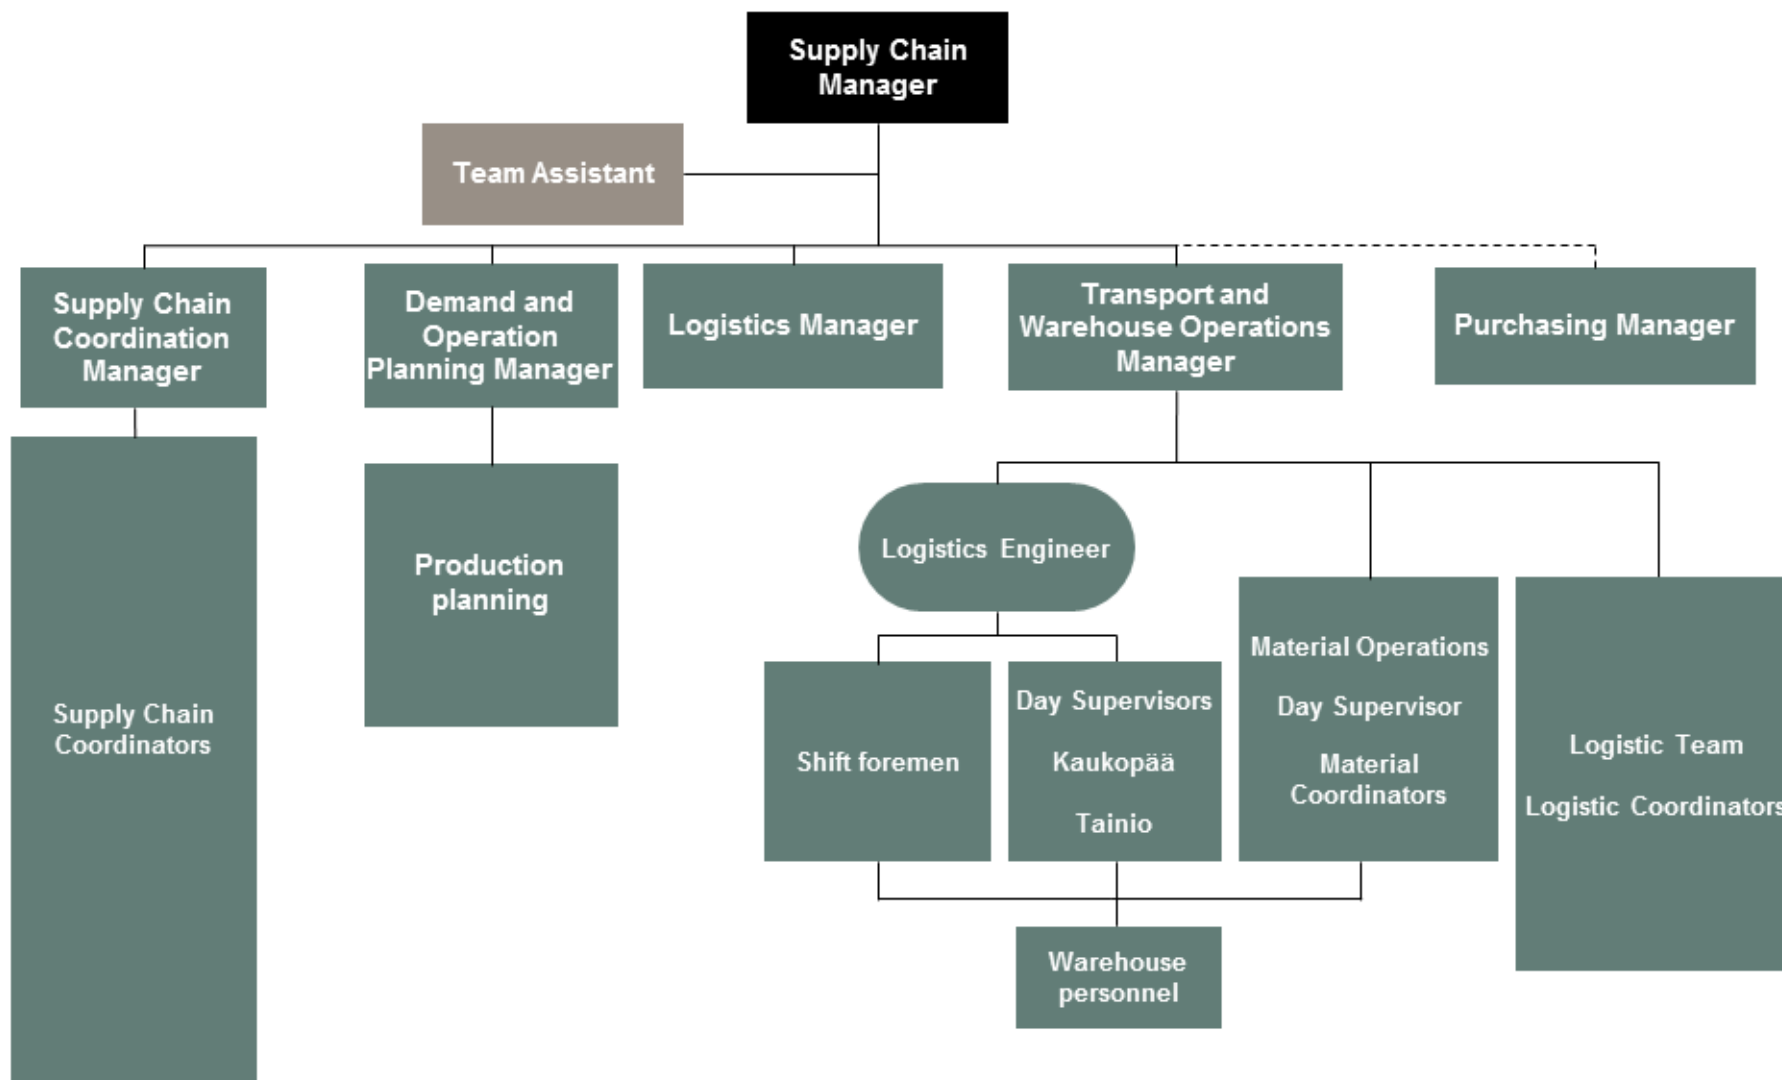 Supply Chain
Manager
Team Assistant
Supply Chain
Coordination
Manager
Demand and
Operation
Planning Manager
Logistics Manager
Transport and
Warehouse Operations
Manager
Purchasing Manager
Supply Chain
Coordinators
Production
planning
Logistics Engineer
Shift foremen
Day Supervisors
Kaukopää
Tainio
Material Operations
Day Supervisor
Material
Coordinators
Logistic Team
Logistic Coordinators
Warehouse
personnel